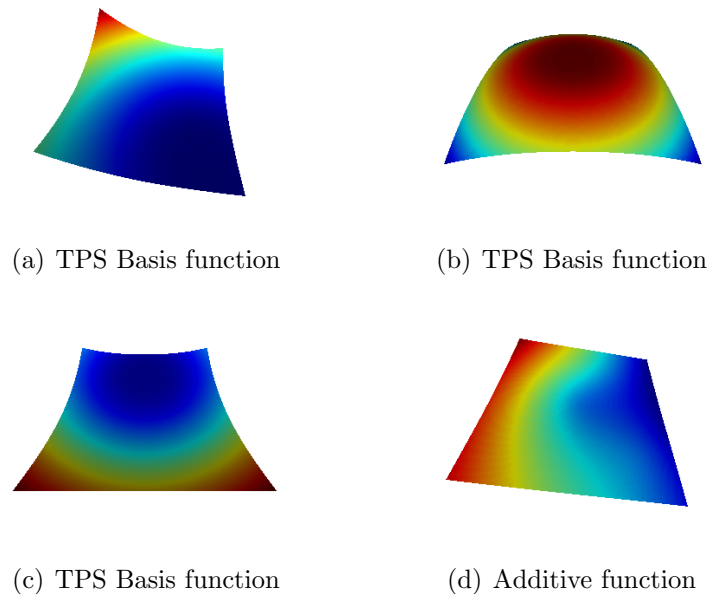 (a) TPS Basis function
(b) TPS Basis function
(c) TPS Basis function
(d) Additive function